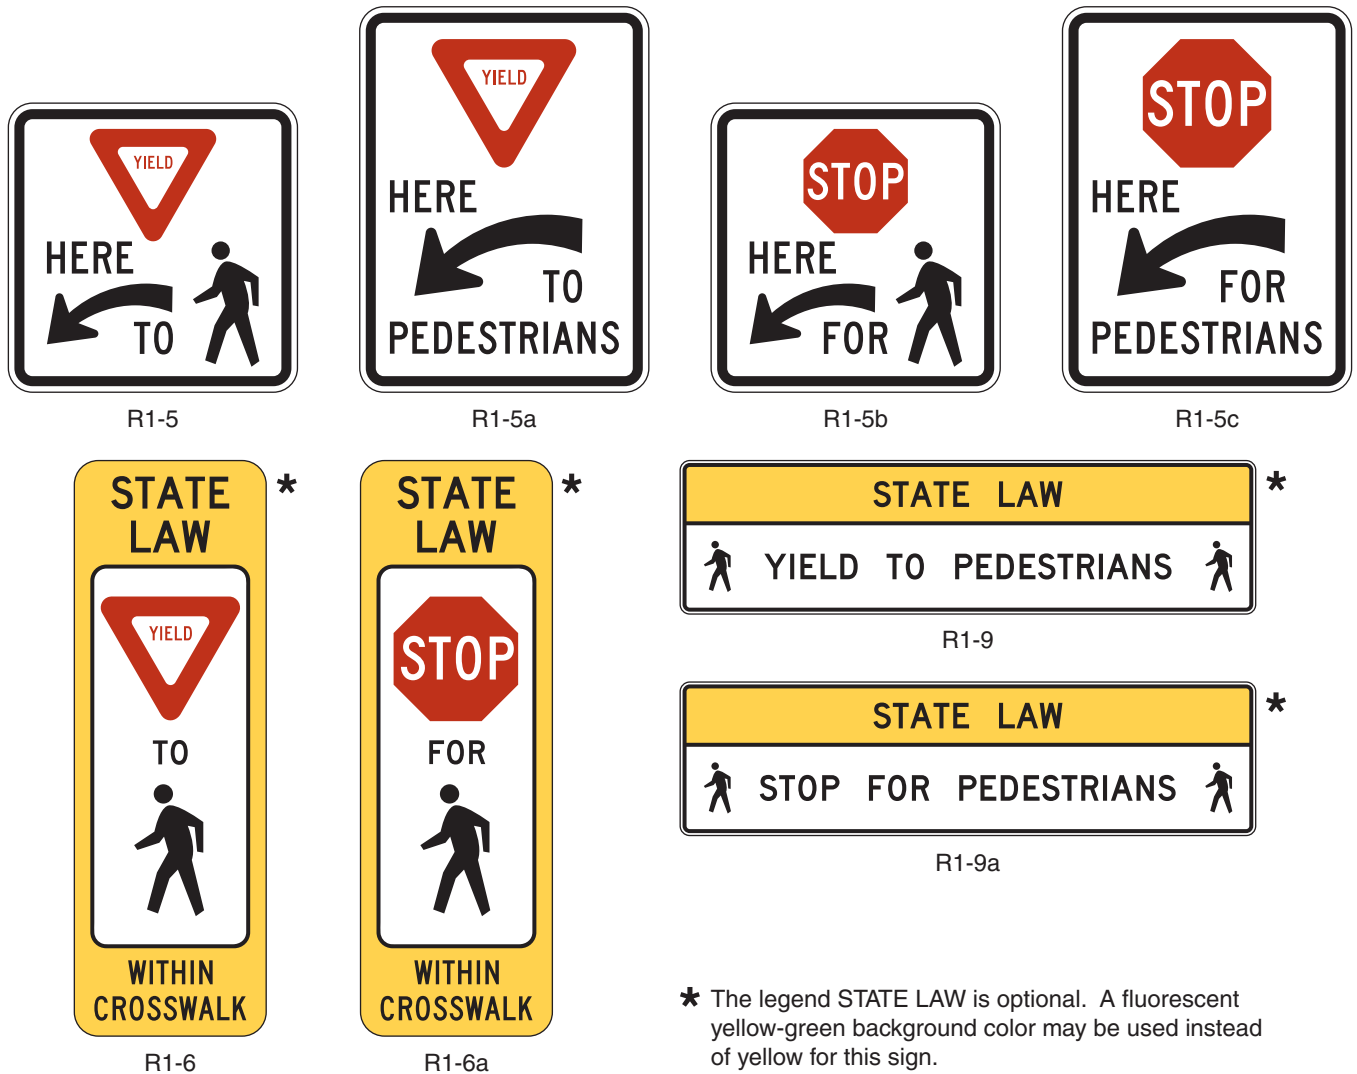 YIELD
HERE
TO
R1-5
YIELD
HERE
TO
PEDESTRIANS
R1-5a
STOP
HERE
FOR
R1-5b
STOP
HERE
FOR
PEDESTRIANS
R1-5c
STATE
LAW
*
YIELD
TO
WITHIN
CROSSWALK
R1-6
STATE
LAW
*
STOP
FOR
WITHIN
CROSSWALK
R1-6a
STATE LAW
*
YIELD TO PEDESTRIANS
R1-9
STATE LAW
*
STOP FOR PEDESTRIANS
R1-9a
* The legend STATE LAW is optional. A fluorescent
yellow-green background color may be used instead
of yellow for this sign.